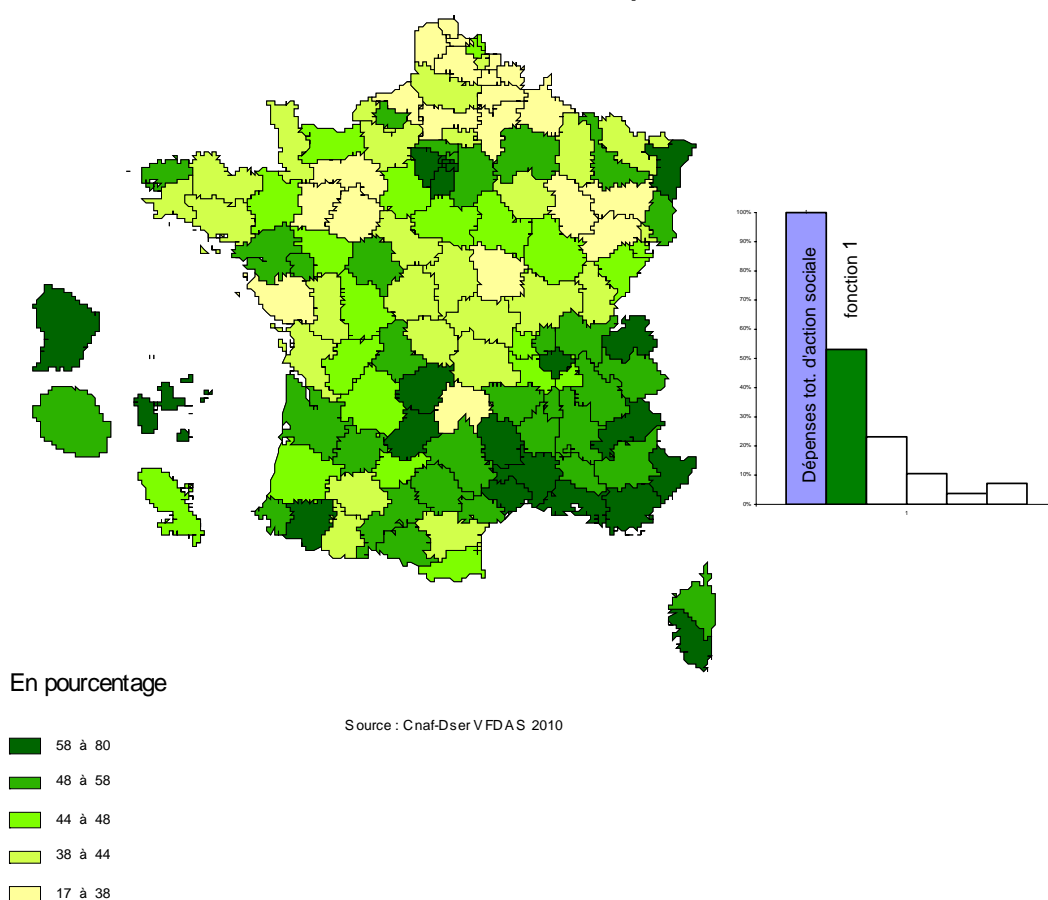 100%
90%
80%
70%
60%
50%
40%
30%
20%
10%
0%
Dépenses tot. d'action sociale
fonction 1
1
En pourcentage
Source : Cnaf-Dser VFDAS 2010
58 à 80
48 à 58
44 à 48
38 à 44
17 à 38